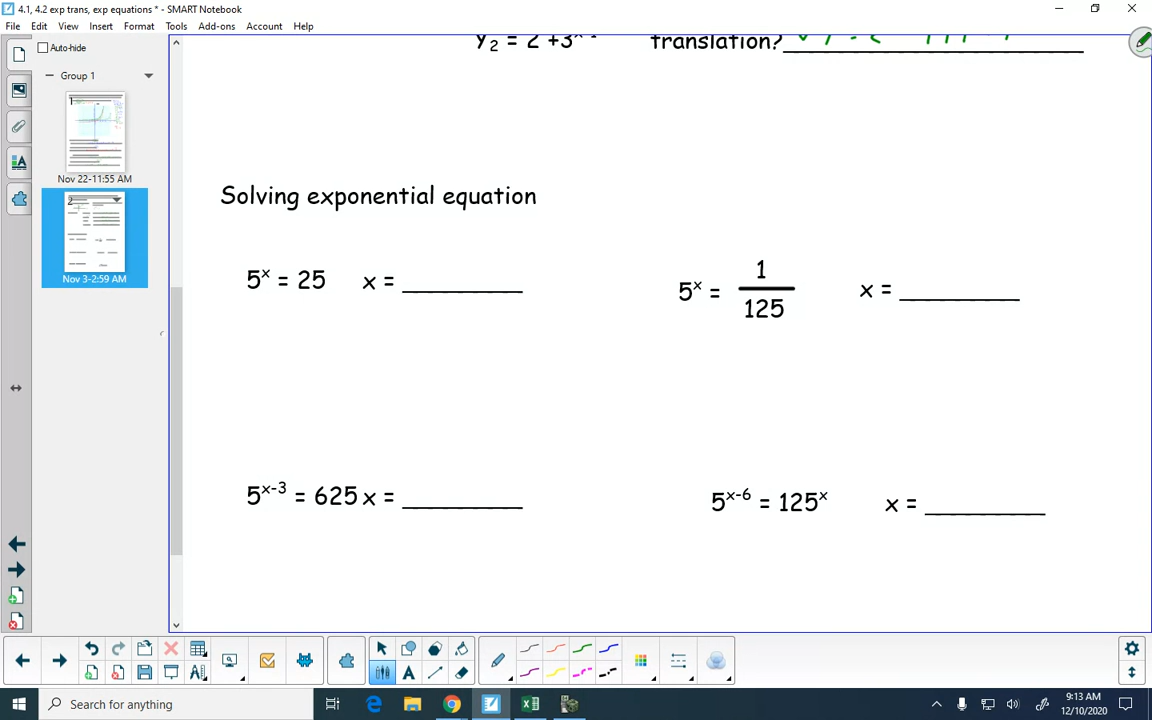 4.1, 4.2 exp trans, exp equations * - SMART Notebook
File Edit View Insert Format Tools Add-ons Account Help
Auto-hide
Group 1
1
Nov 22-11:55 AM
2
Nov 3-2:59 AM
translation?
Solving exponential equation
5ˣ = 25 x = ________
5ˣ = 1/125 x = ________
5ˣ⁻³ = 625 x = ________
5ˣ⁻⁶ = 125ˣ x = ________
Search for anything
9:13 AM
12/10/2020